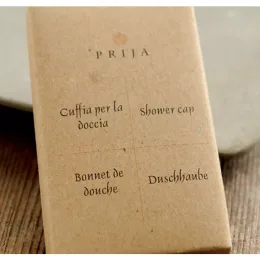 PRIJA
Cuffia per la
doccia
Shower cap
Bonnet de
douche
Duschhaube